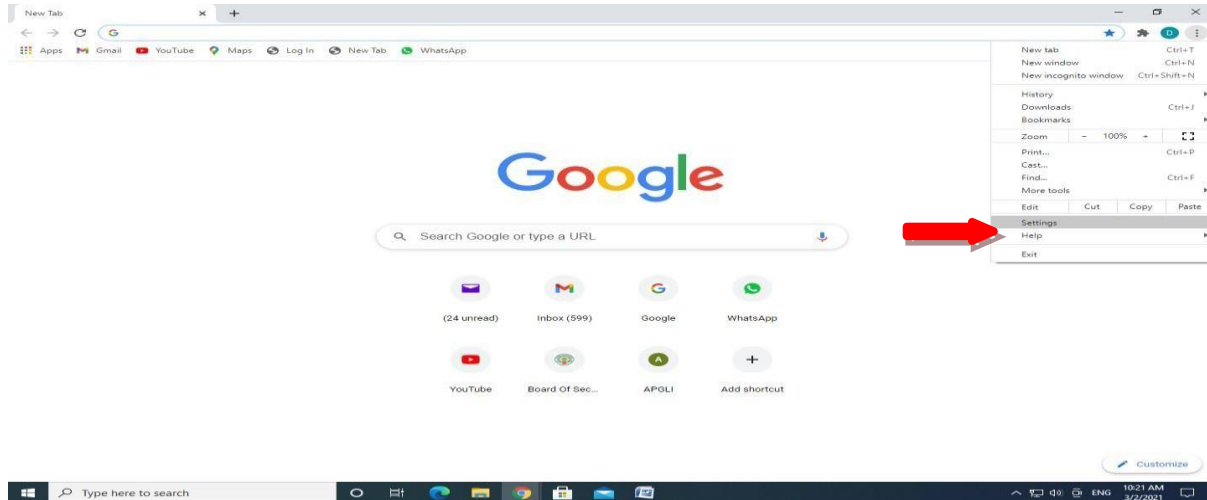 New Tab
Apps Gmail YouTube Maps Log In New Tab WhatsApp
New tab Ctrl+T
New window Ctrl+N
New incognito window Ctrl+Shift+N
History
Downloads Ctrl+J
Bookmarks
Zoom - 100% +
Print... Ctrl+P
Cast...
Find... Ctrl+F
More tools
Edit Cut Copy Paste
Settings
Help
Exit
Google
Search Google or type a URL
(24 unread) Inbox (599) Google WhatsApp
YouTube Board Of Sec... APGLI Add shortcut
Customize
Type here to search
ENG 10:21 AM
3/2/2021